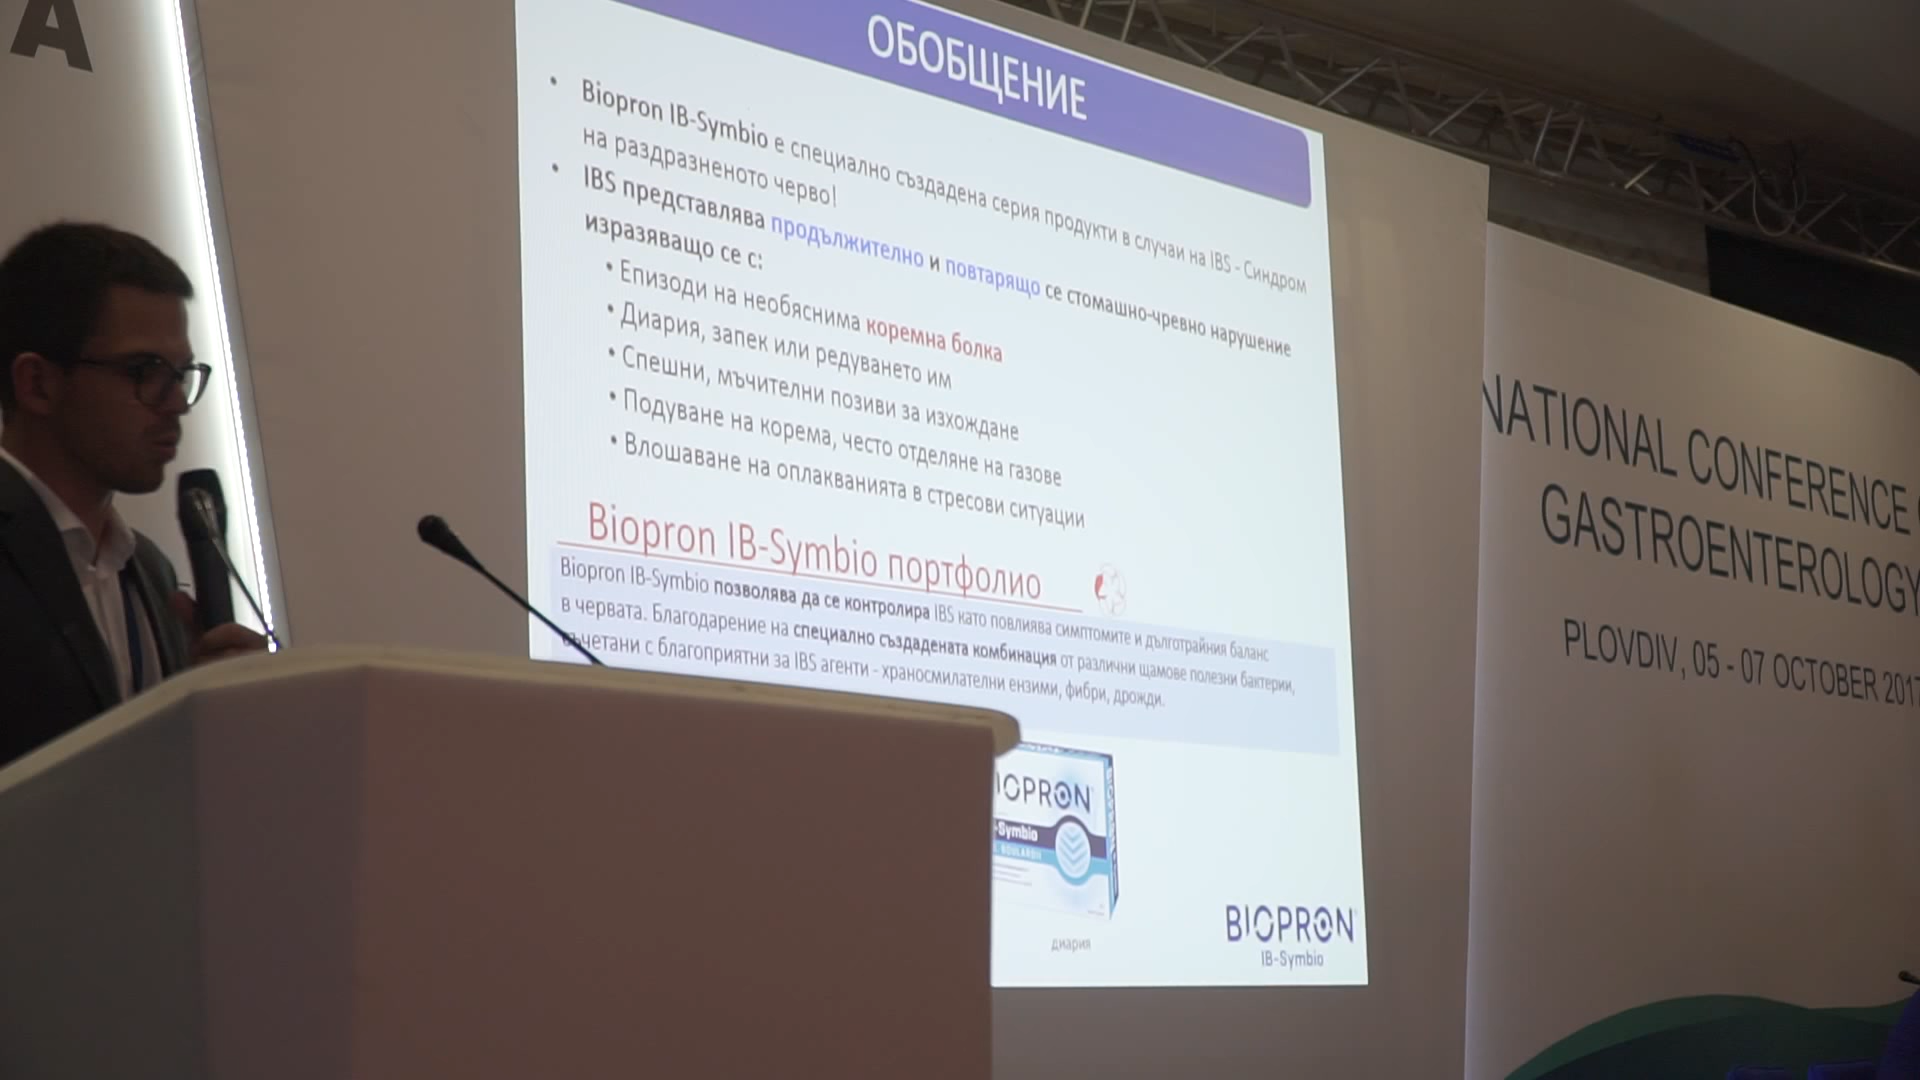 А
ОБОБЩЕНИЕ
• Biopron IB-Symbio е специално създадена серия продукти в случаи на IBS - Синдром
на раздразненото черво!
• IBS представлява продължително и повтарящо се стомашно-чревно нарушение
изразяващо се с:
• Епизоди на необяснима коремна болка
• Диария, запек или редуването им
• Спешни, мъчителни позиви за изхождане
• Подуване на корема, често отделяне на газове
• Влошаване на оплакванията в стресови ситуации
Biopron IB-Symbio портфолио
Biopron IB-Symbio позволява да се контролира IBS като повлиява симптомите и дълготрайния баланс
в червата. Благодарение на специално създадената комбинация от различни щамове полезни бактерии,
съчетани с благоприятни за IBS агенти - храносмилателни ензими, фибри, дрожди.
IOPRON
-Symbio
BOULARDII
диария
BIOPRON
IB-Symbio
NATIONAL CONFERENCE
GASTROENTEROLOGY
PLOVDIV, 05 - 07 OCTOBER 2017